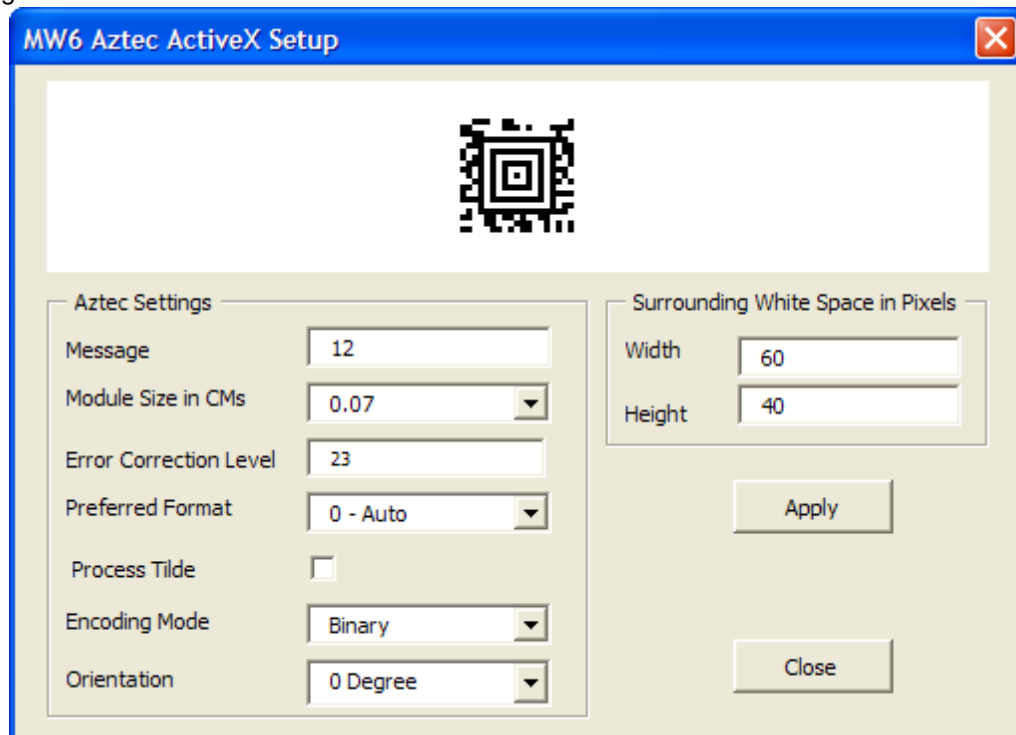 MW6 Aztec ActiveX Setup
Aztec Settings
Message 12
Module Size in CMs 0.07
Error Correction Level 23
Preferred Format 0 - Auto
Process Tilde
Encoding Mode Binary
Orientation 0 Degree
Surrounding White Space in Pixels
Width 60
Height 40
Apply
Close